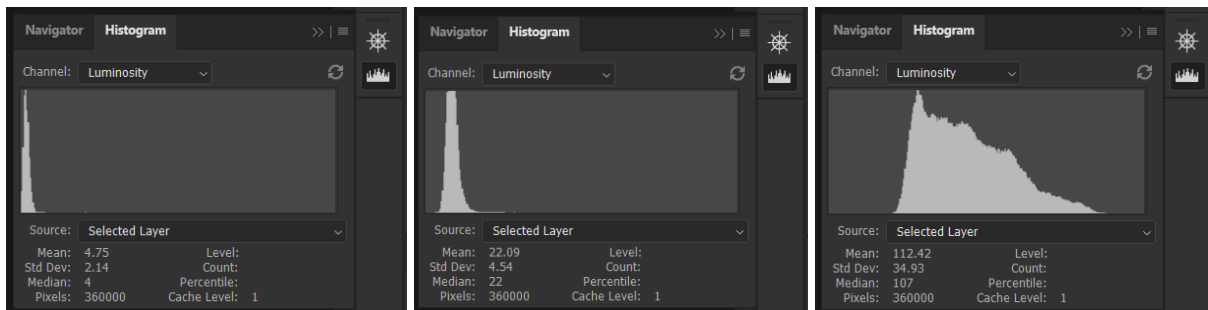 Navigator Histogram
Channel: Luminosity
Source: Selected Layer
Mean: 4.75 Level:
Std Dev: 2.14 Count:
Median: 4 Percentile:
Pixels: 360000 Cache Level: 1
Navigator Histogram
Channel: Luminosity
Source: Selected Layer
Mean: 22.09 Level:
Std Dev: 4.54 Count:
Median: 22 Percentile:
Pixels: 360000 Cache Level: 1
Navigator Histogram
Channel: Luminosity
Source: Selected Layer
Mean: 112.42 Level:
Std Dev: 34.93 Count:
Median: 107 Percentile:
Pixels: 360000 Cache Level: 1